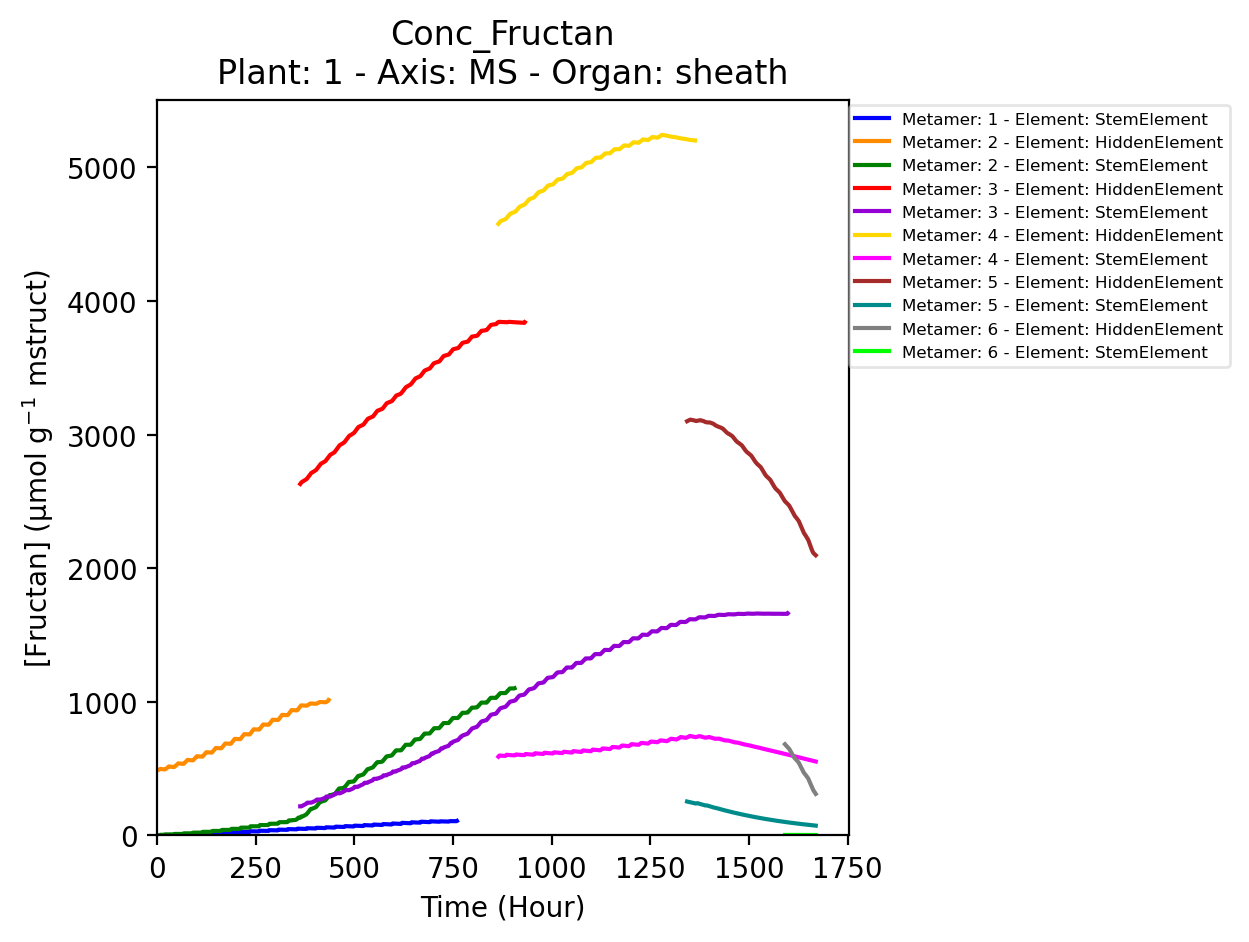 Conc_Fructan
Plant: 1 - Axis: MS - Organ: sheath
Metamer: 1 - Element: StemElement
Metamer: 2 - Element: HiddenElement
Metamer: 2 - Element: StemElement
Metamer: 3 - Element: HiddenElement
Metamer: 3 - Element: StemElement
Metamer: 4 - Element: HiddenElement
Metamer: 4 - Element: StemElement
Metamer: 5 - Element: HiddenElement
Metamer: 5 - Element: StemElement
Metamer: 6 - Element: HiddenElement
Metamer: 6 - Element: StemElement
[Fructan] (µmol g⁻¹ mstruct)
5000
4000
3000
2000
1000
0
0 250 500 750 1000 1250 1500 1750
Time (Hour)